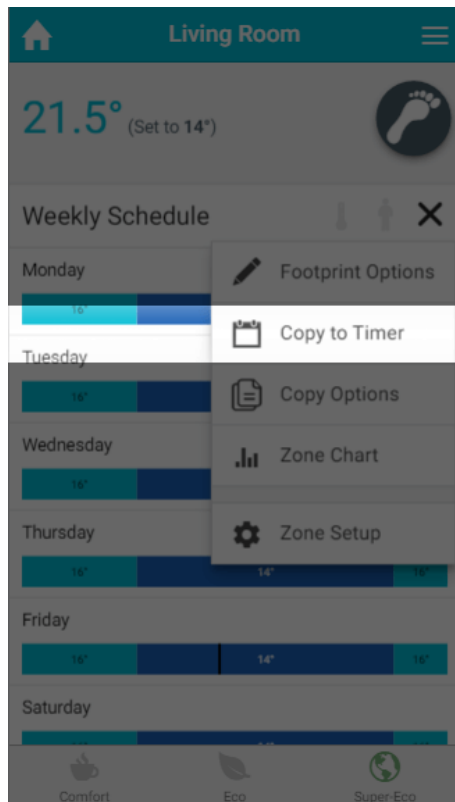 Living Room
21.5° (Set to 14°)
Weekly Schedule
Monday
Footprint Options
16°
Copy to Timer
Tuesday
16°
Copy Options
Wednesday
16°
Zone Chart
Thursday
Zone Setup
16° 14° 16°
Friday
16° 14° 16°
Saturday
Comfort Eco Super-Eco